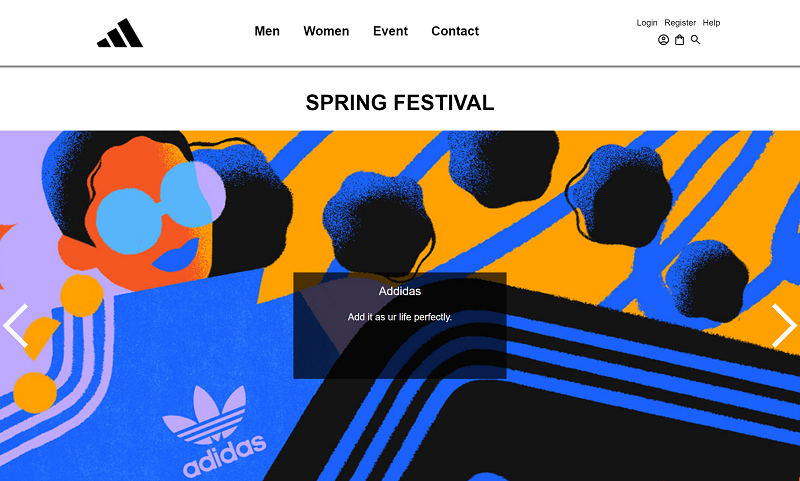 Men Women Event Contact
Login Register Help
SPRING FESTIVAL
Addidas
Add it as ur life perfectly.
adidas